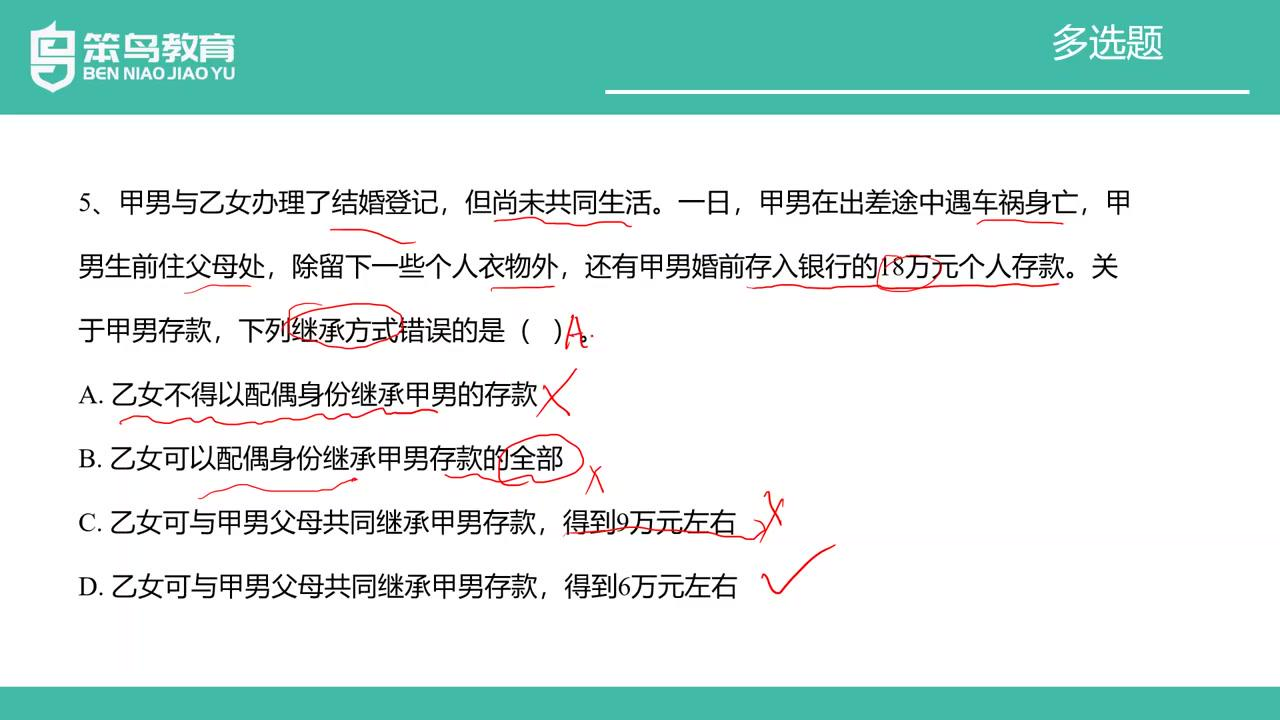 笨鸟教育
BEN NIAO JIAO YU
多选题
5、甲男与乙女办理了结婚登记，但尚未共同生活。一日，甲男在出差途中遇车祸身亡，甲
男生前住父母处，除留下一些个人衣物外，还有甲男婚前存入银行的18万元个人存款。关
于甲男存款，下列继承方式错误的是（ ）A。
A. 乙女不得以配偶身份继承甲男的存款
B. 乙女可以配偶身份继承甲男存款的全部
C. 乙女可与甲男父母共同继承甲男存款，得到9万元左右
D. 乙女可与甲男父母共同继承甲男存款，得到6万元左右